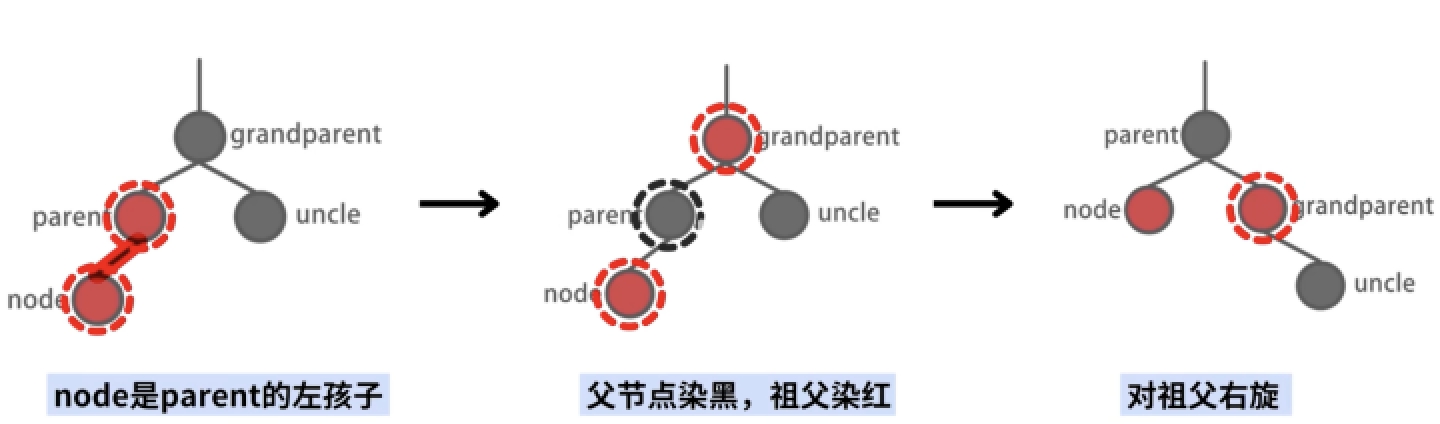 grandparent
parent
uncle
node
node是parent的左孩子
grandparent
parent
uncle
node
父节点染黑，祖父染红
parent
node
grandparent
uncle
对祖父右旋